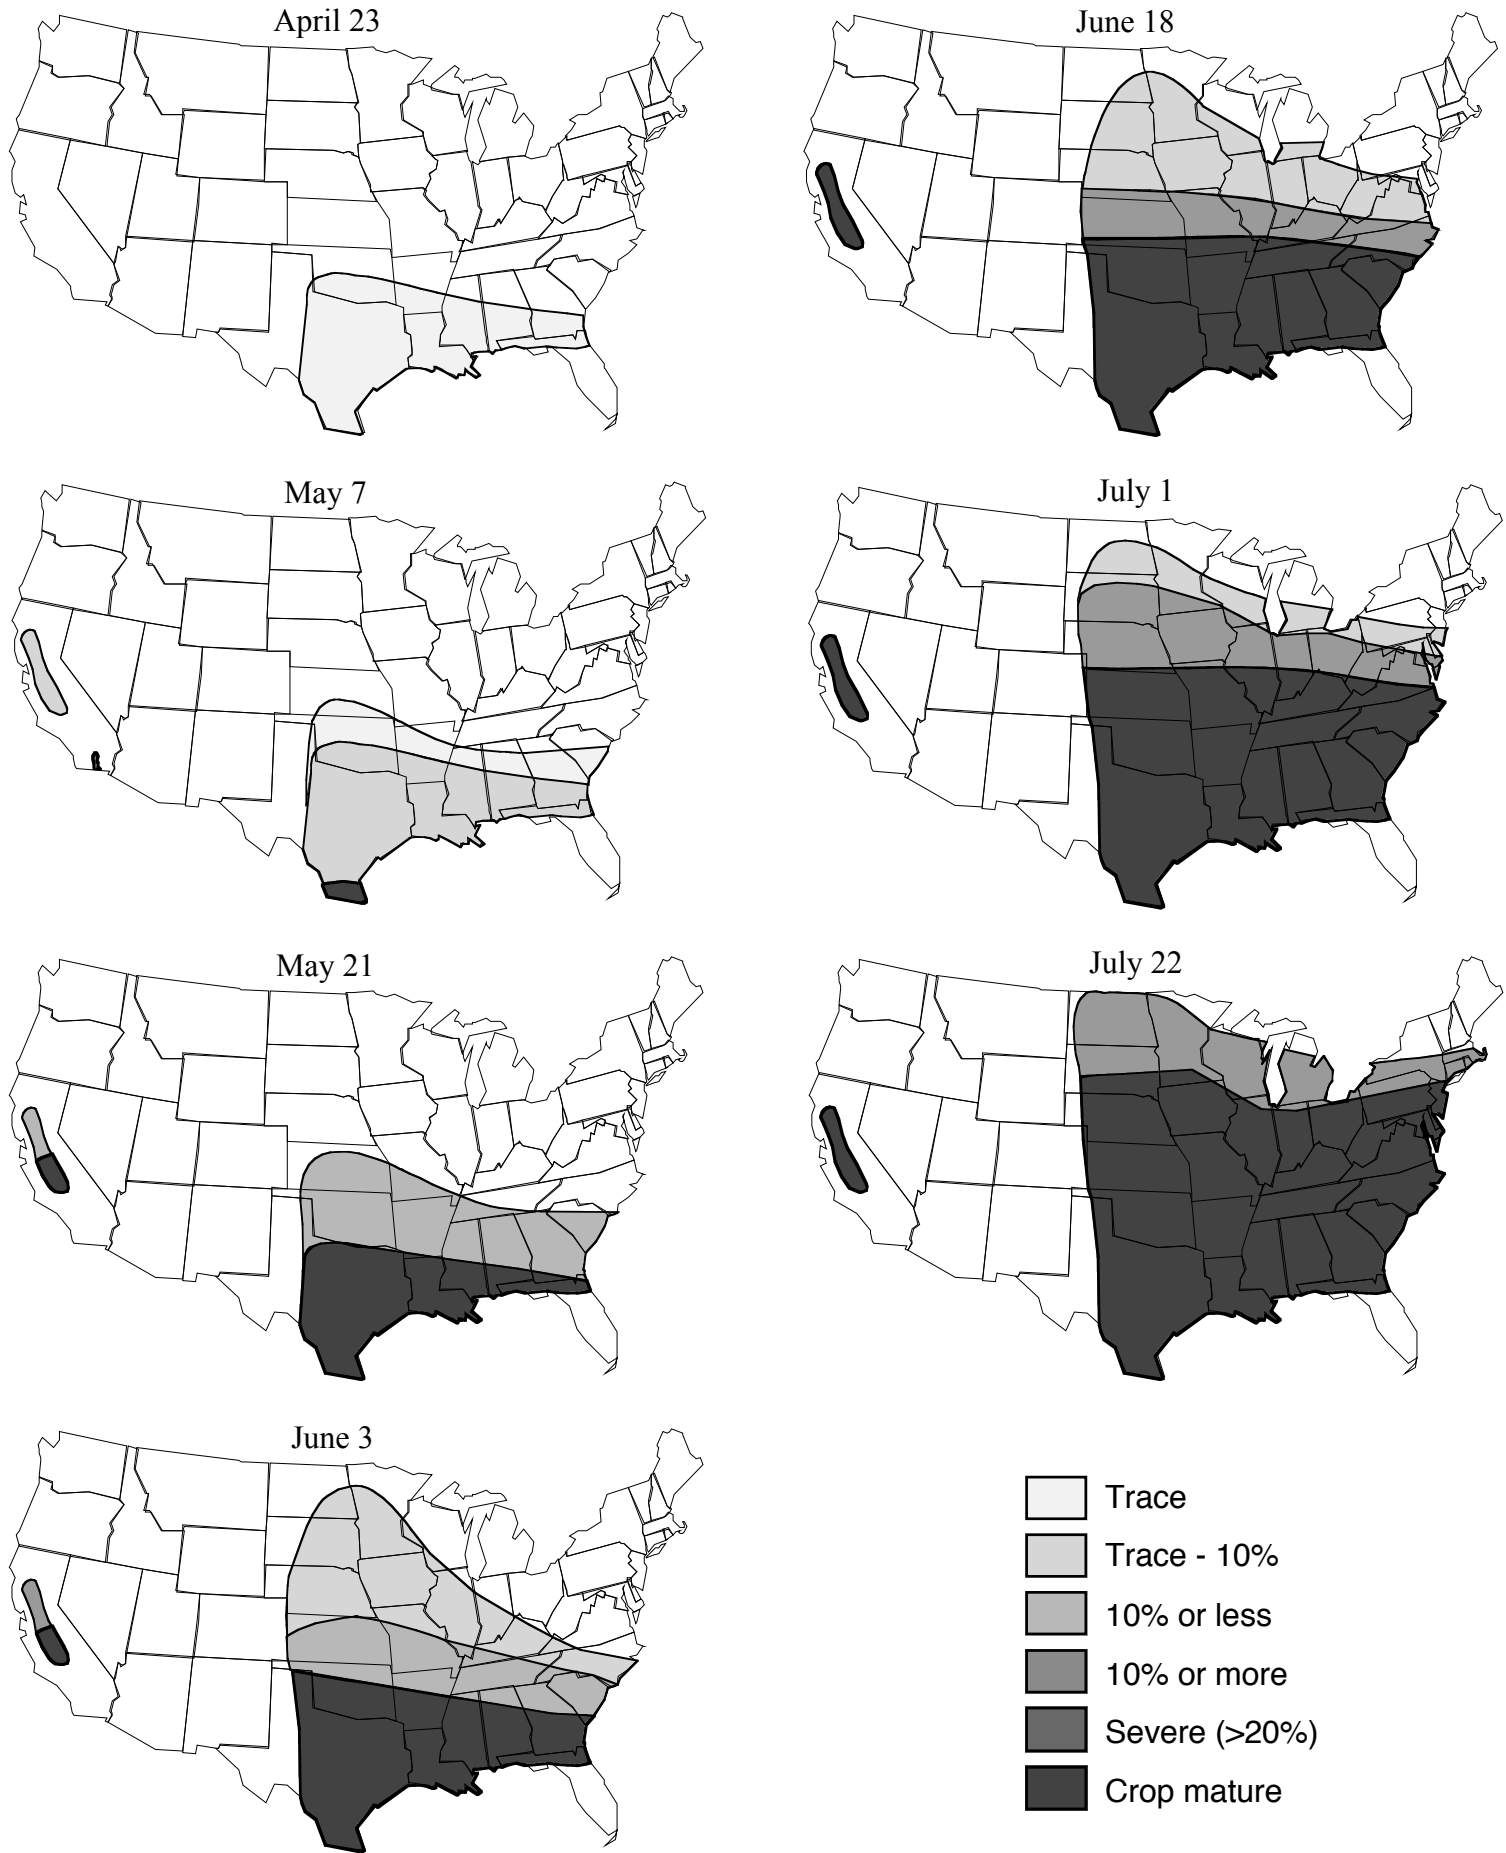 April 23
June 18
May 7
July 1
May 21
July 22
June 3
Trace
Trace - 10%
10% or less
10% or more
Severe (>20%)
Crop mature